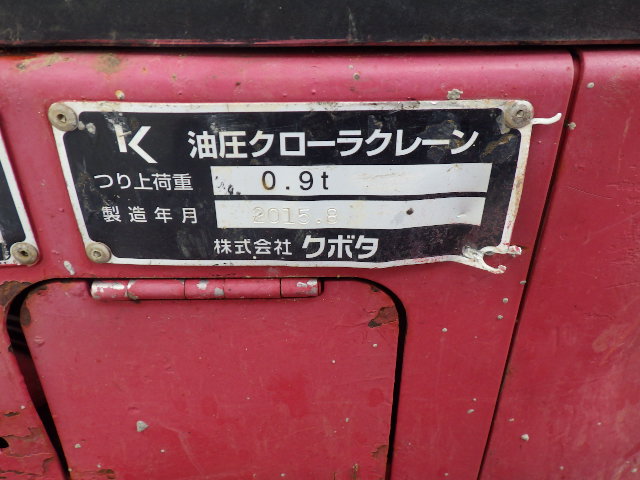 K 油圧クローラクレーン
つり上荷重 0.9t
製造年月 2015.8
株式会社 クボタ